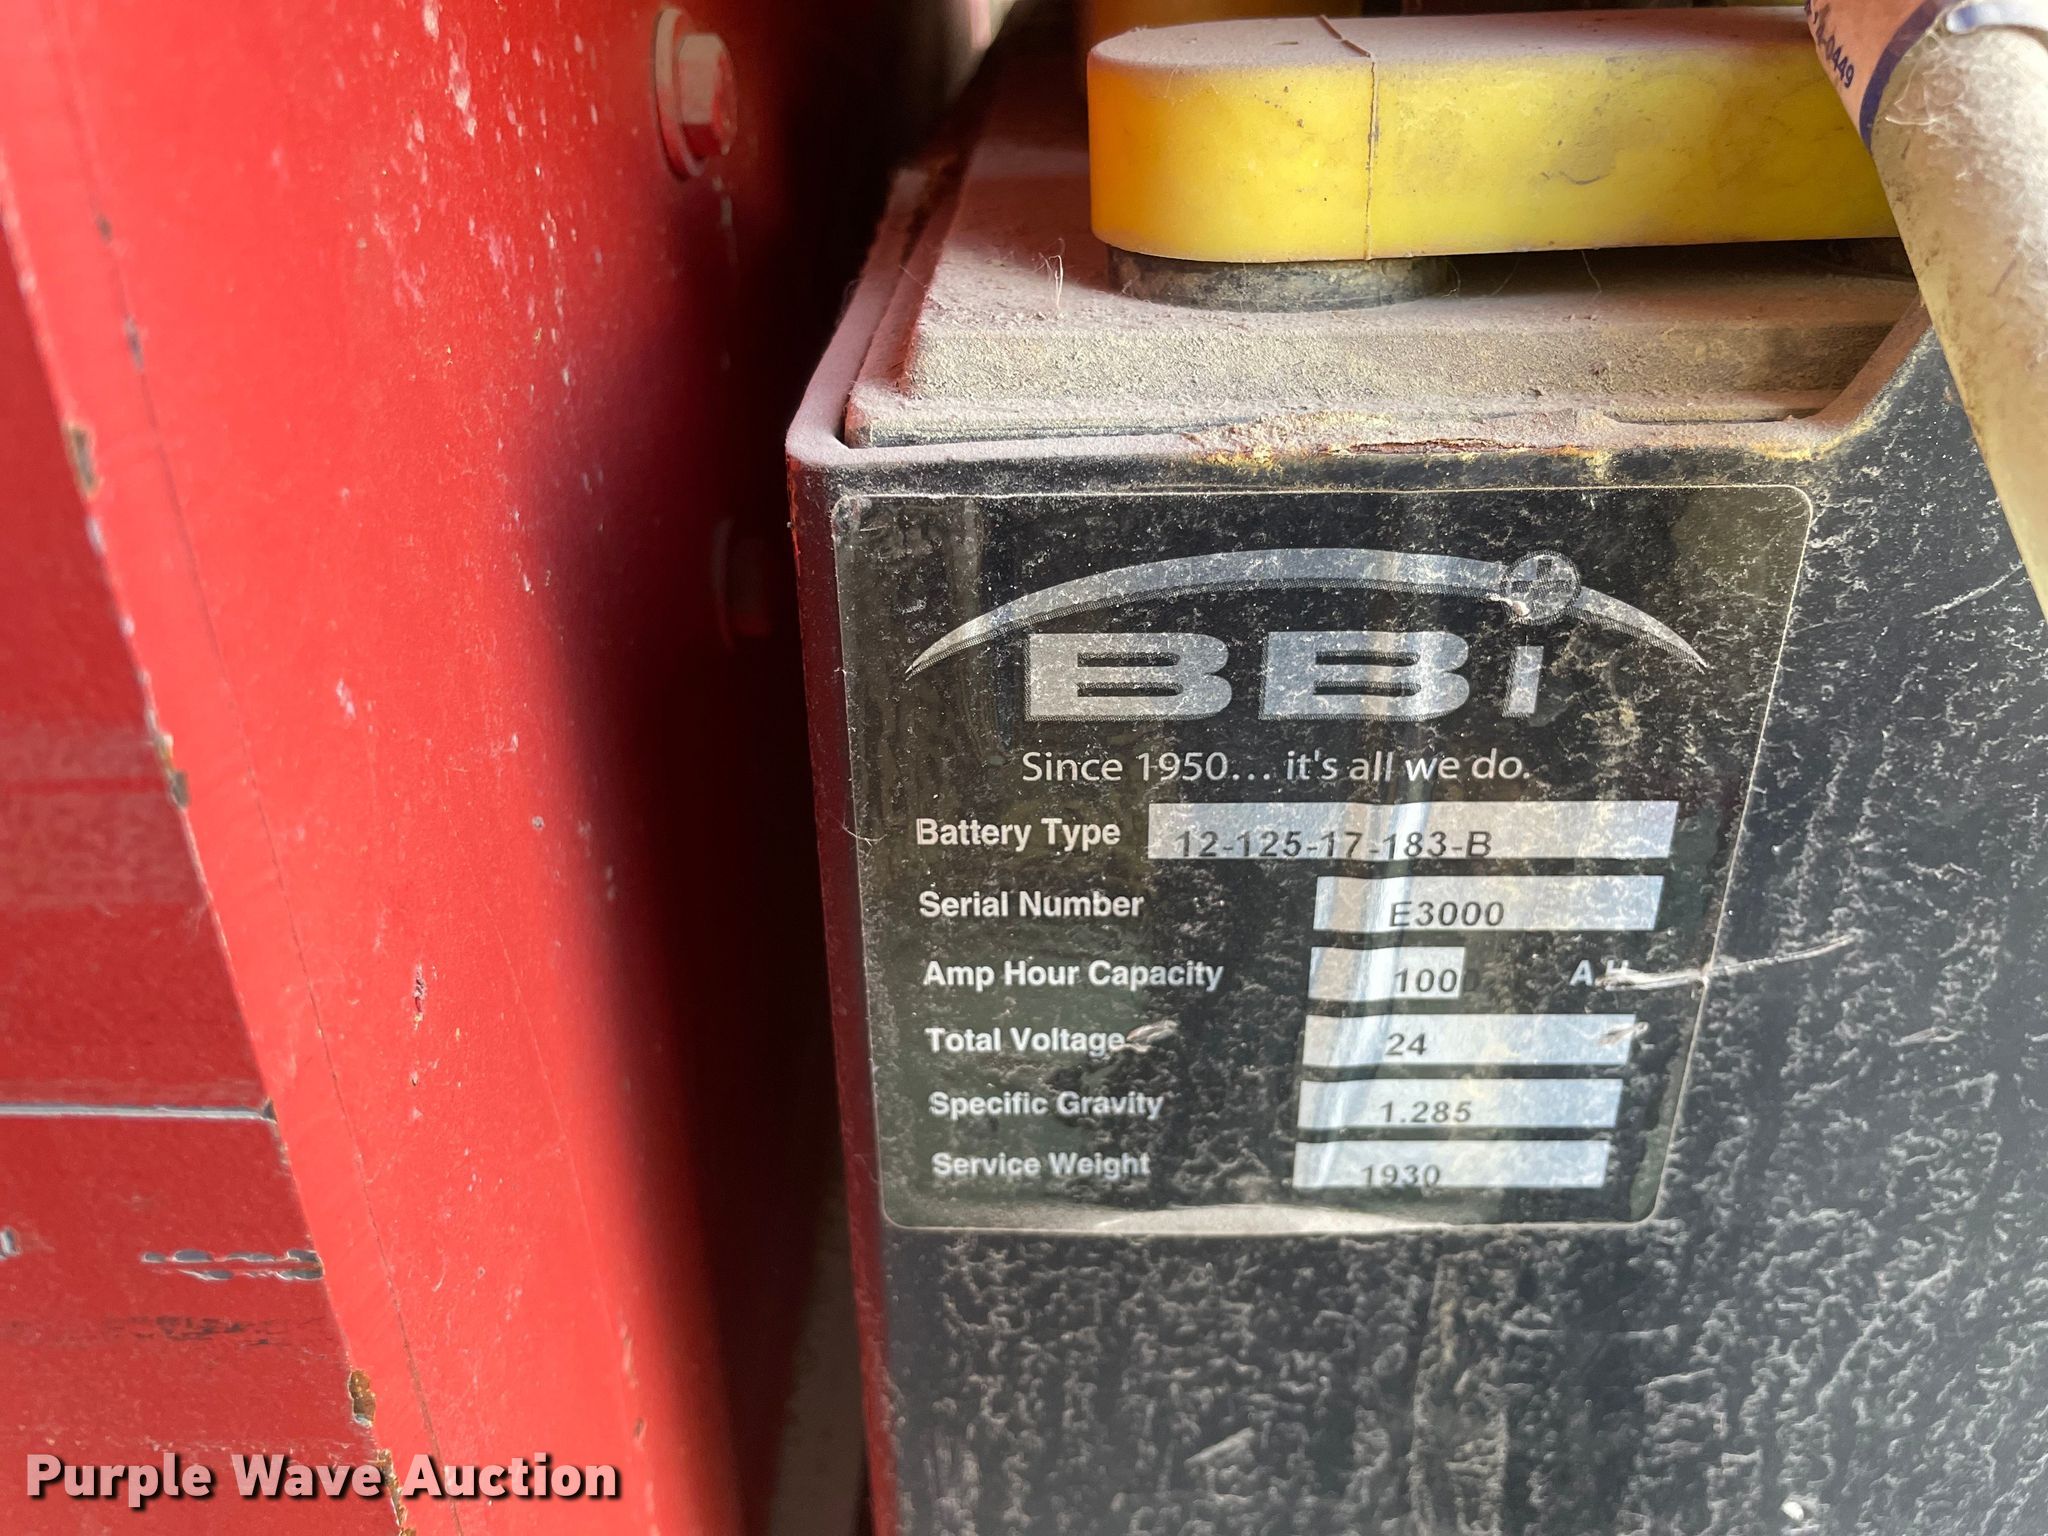 -0449
BBi
Since 1950... it's all we do.
Battery Type 12-125-17-183-B
Serial Number E3000
Amp Hour Capacity 1000 A.H.
Total Voltage 24
Specific Gravity 1.285
Service Weight 1930
Purple Wave Auction